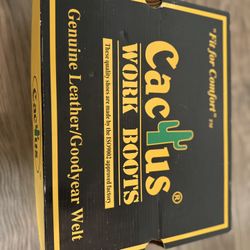 "Fit for Comfort"™
Cactus®
WORK BOOTS
These quality shoes are made by the ISO9002 approved factory
Genuine Leather/Goodyear Welt
Cactus